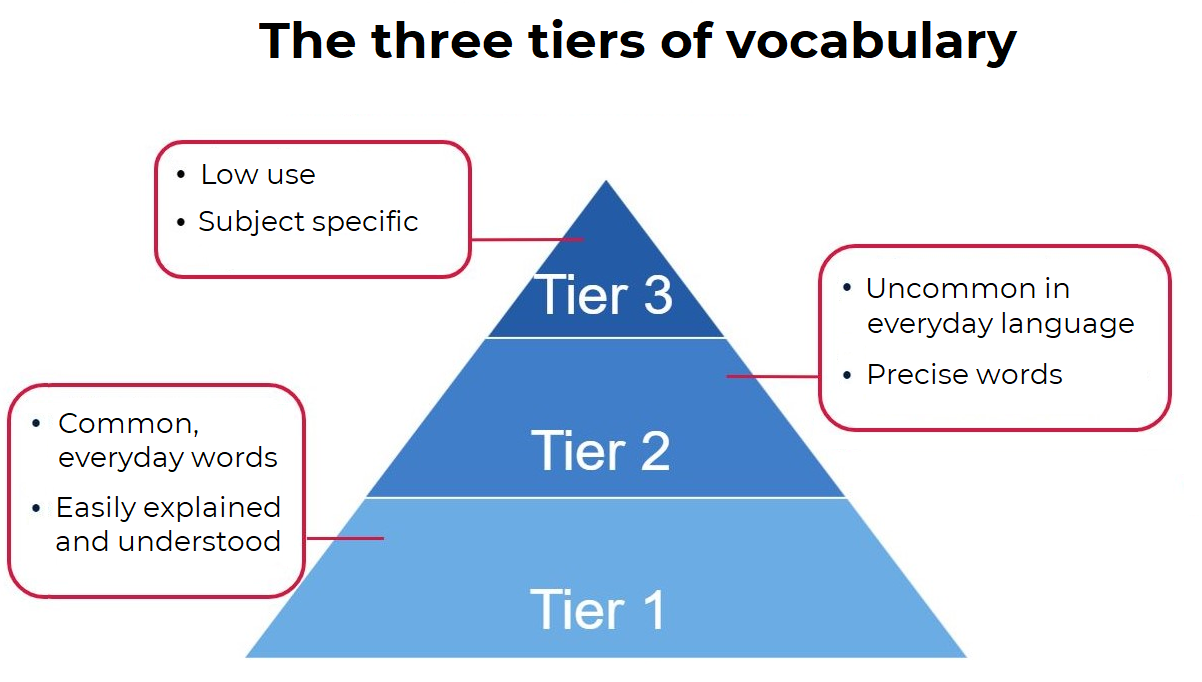 The three tiers of vocabulary
• Low use
• Subject specific
Tier 3
• Uncommon in
everyday language
• Precise words
Tier 2
• Common,
everyday words
• Easily explained
and understood
Tier 1